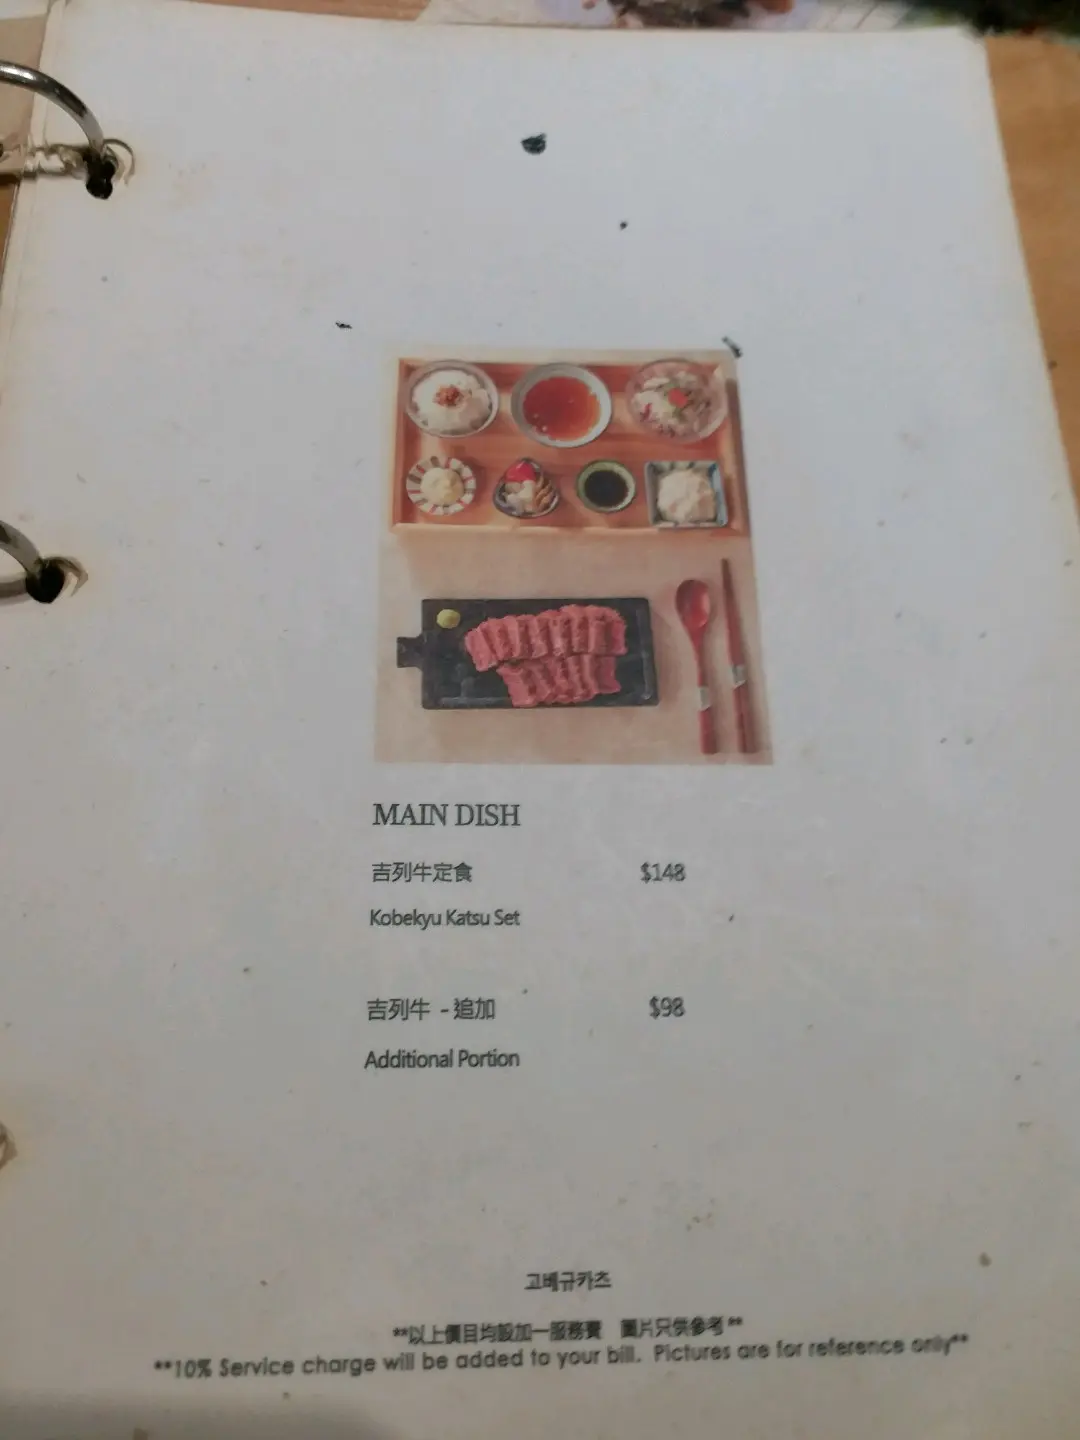 MAIN DISH
吉列牛定食 $148
Kobekyu Katsu Set
吉列牛 - 追加 $98
Additional Portion
고베규카츠
**以上價目均設加一服務費 圖片只供參考**
**10% Service charge will be added to your bill. Pictures are for reference only**